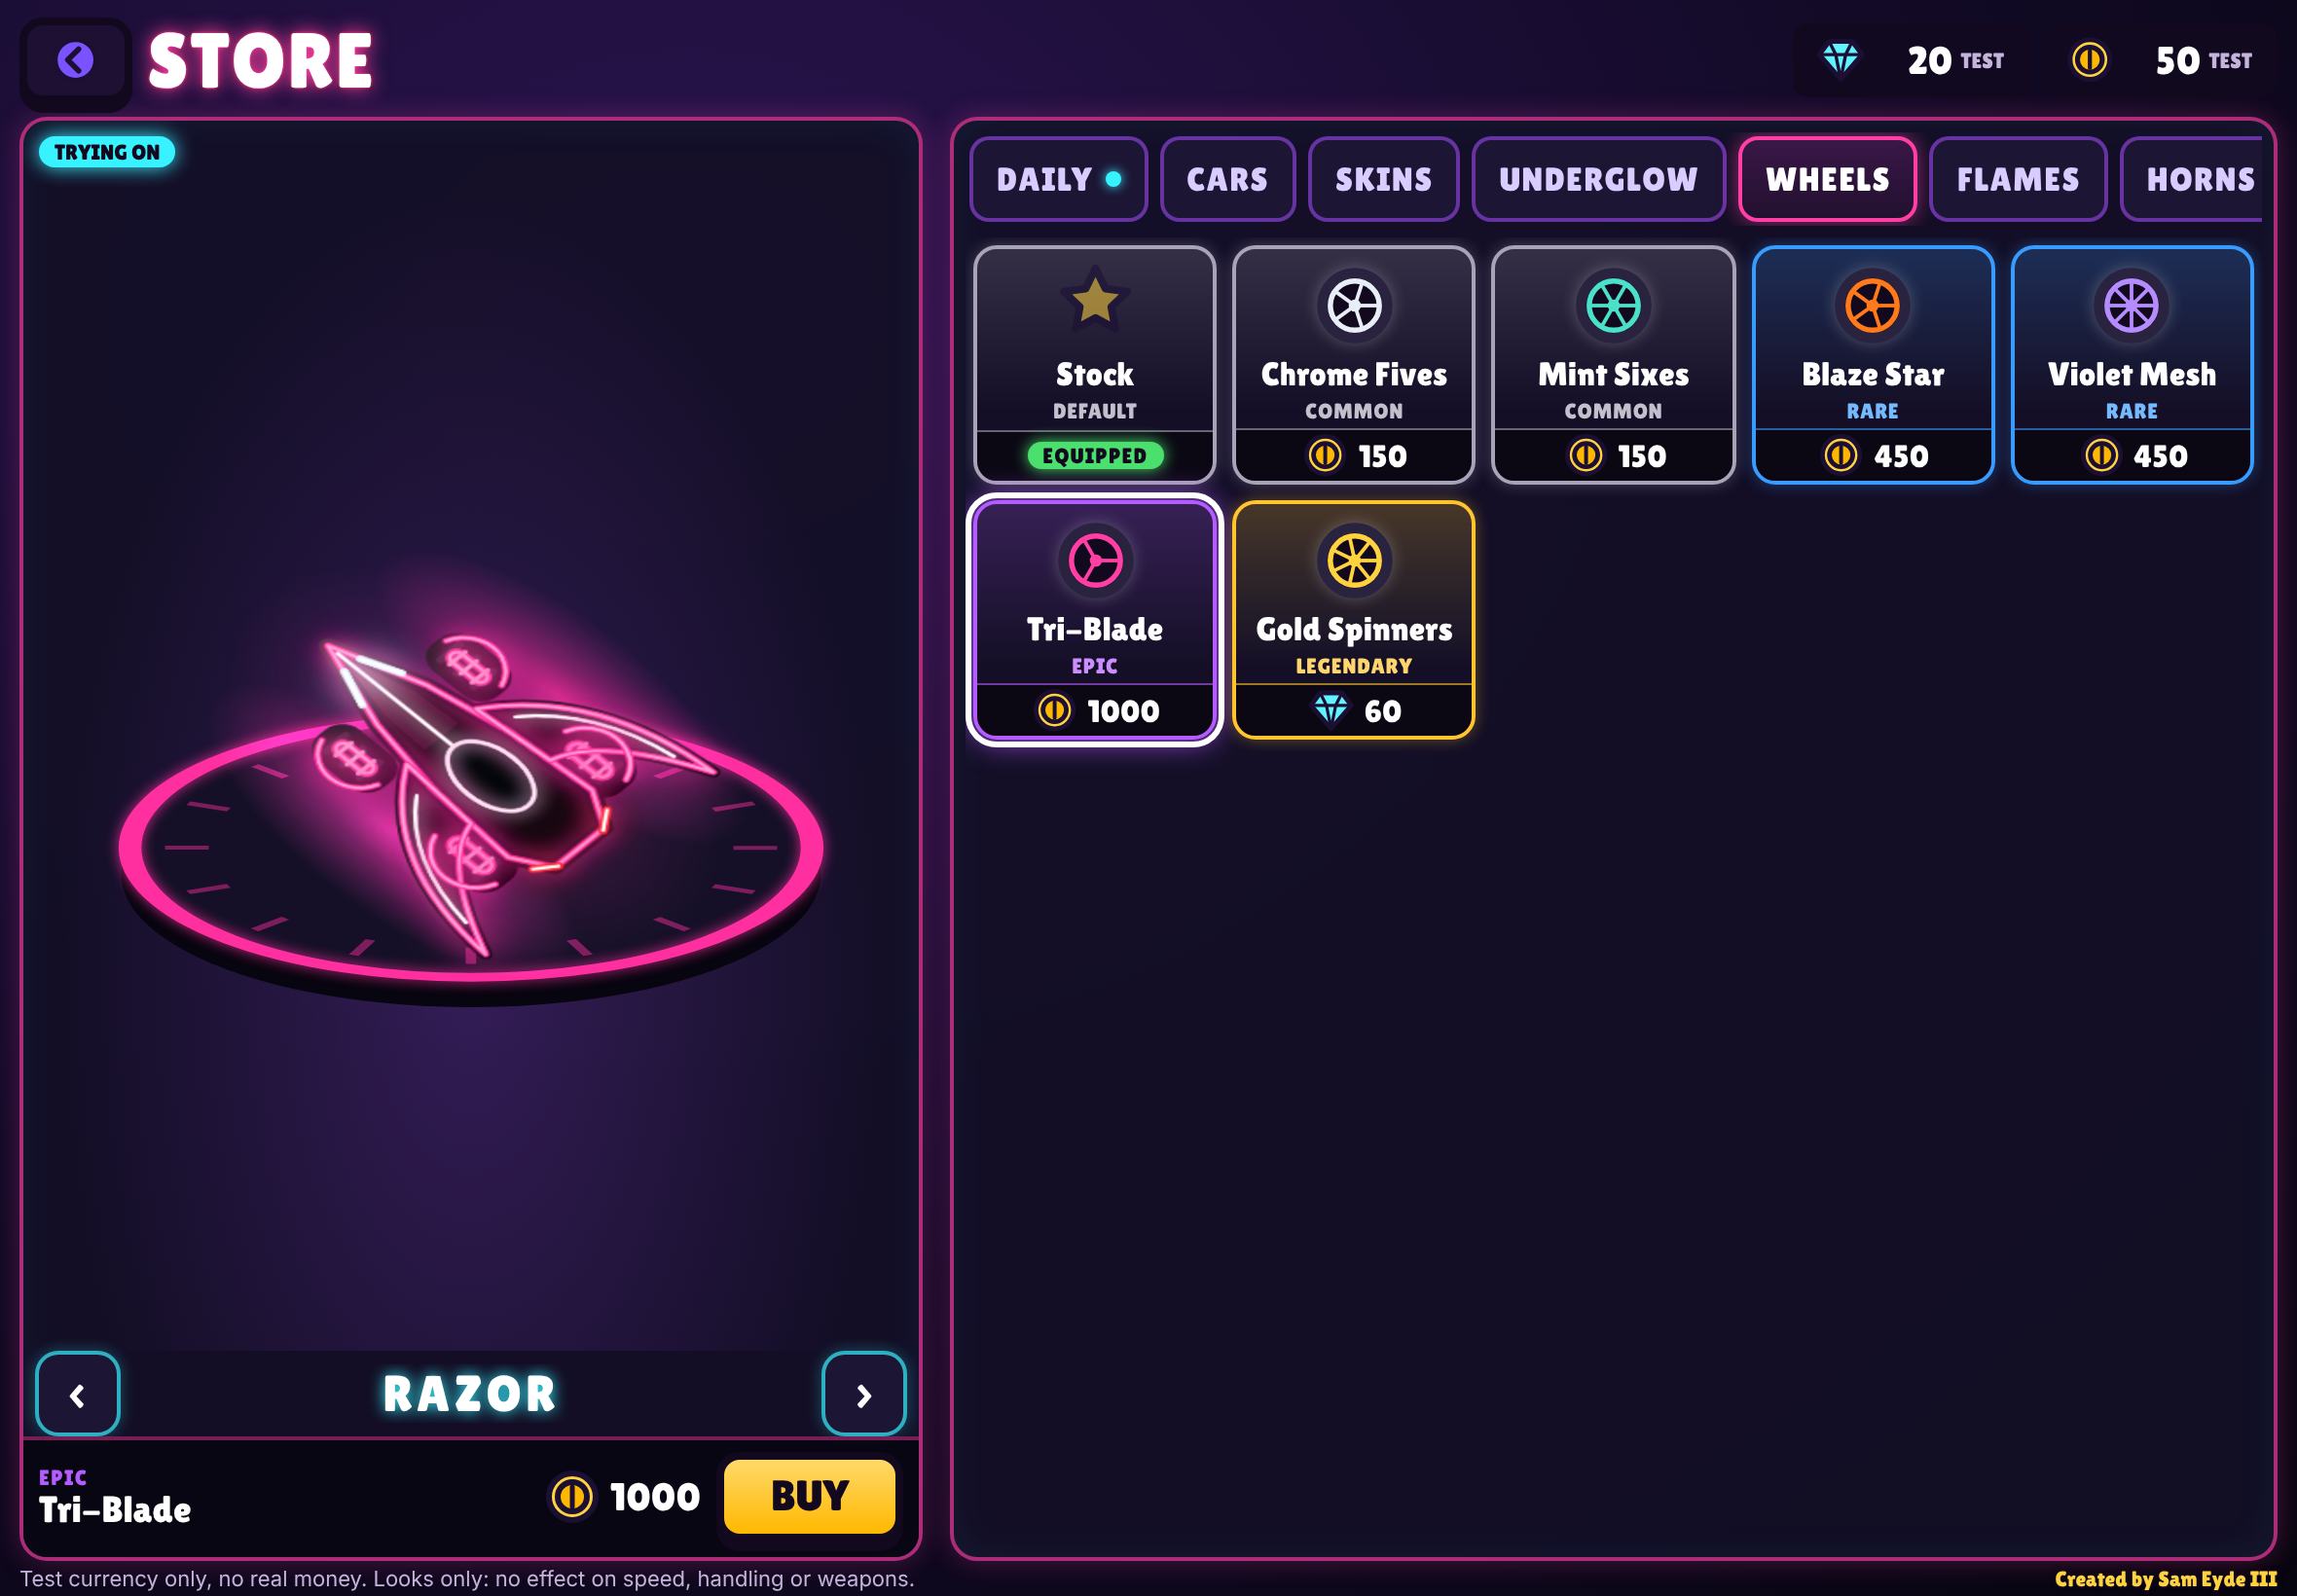 STORE
20 TEST
50 TEST
TRYING ON
DAILY
CARS
SKINS
UNDERGLOW
WHEELS
FLAMES
HORNS
Stock
DEFAULT
EQUIPPED
Chrome Fives
COMMON
150
Mint Sixes
COMMON
150
Blaze Star
RARE
450
Violet Mesh
RARE
450
Tri-Blade
EPIC
1000
Gold Spinners
LEGENDARY
60
‹ RAZOR ›
EPIC
Tri-Blade
1000
BUY
Test currency only, no real money. Looks only: no effect on speed, handling or weapons.
Created by Sam Eyde III